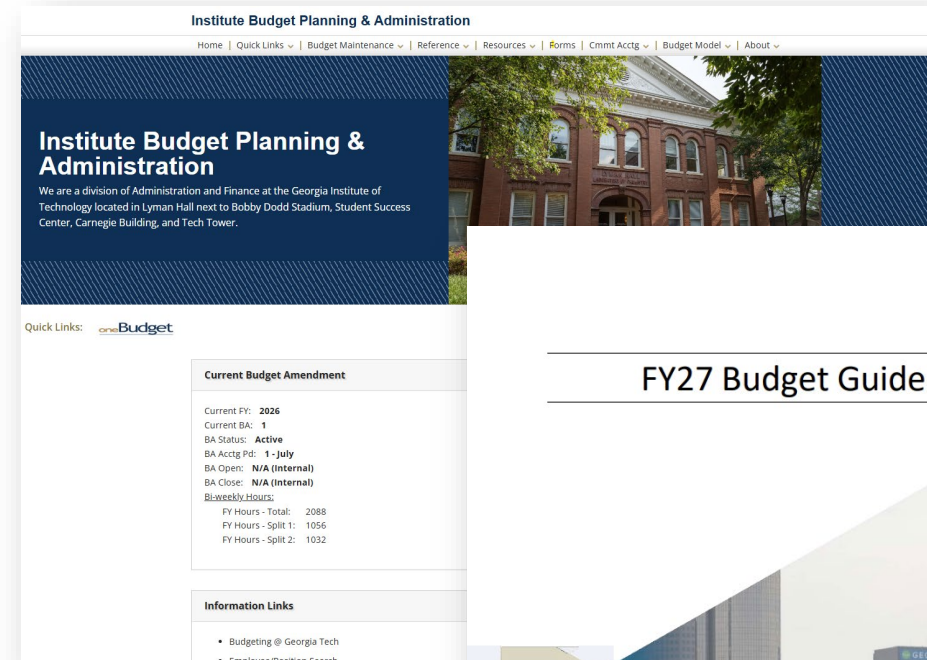 Institute Budget Planning & Administration
Home | Quick Links | Budget Maintenance | Reference | Resources | Forms | Cmmt Acctg | Budget Model | About
Institute Budget Planning &
Administration
We are a division of Administration and Finance at the Georgia Institute of
Technology located in Lyman Hall next to Bobby Dodd Stadium, Student Success
Center, Carnegie Building, and Tech Tower.
Quick Links: oneBudget
Current Budget Amendment
Current FY: 2026
Current BA: 1
BA Status: Active
BA Acctg Pd: 1 - July
BA Open: N/A (Internal)
BA Close: N/A (Internal)
Bi-weekly Hours:
FY Hours - Total: 2088
FY Hours - Split 1: 1056
FY Hours - Split 2: 1032
Information Links
Budgeting @ Georgia Tech
Employee/Position Search
FY27 Budget Guide